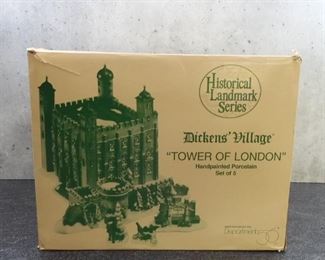 Historical
Landmark
Series
Dickens' Village
"TOWER OF LONDON"
Handpainted Porcelain
Set of 5
Department 56